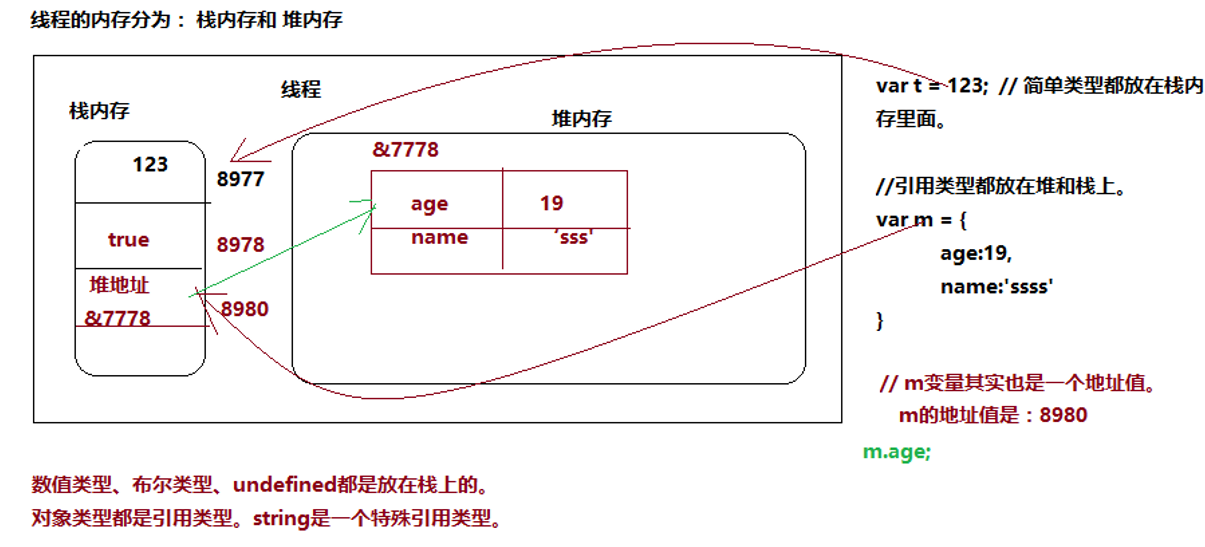 线程的内存分为： 栈内存和 堆内存
线程
栈内存
堆内存
123
8977
true
8978
堆地址
&7778
8980
&7778
age 19
name 'sss'
var t = 123; // 简单类型都放在栈内
存里面。
//引用类型都放在堆和栈上。
var m = {
age:19,
name:'ssss'
}
// m变量其实也是一个地址值。
m的地址值是：8980
m.age;
数值类型、布尔类型、undefined都是放在栈上的。
对象类型都是引用类型。string是一个特殊引用类型。